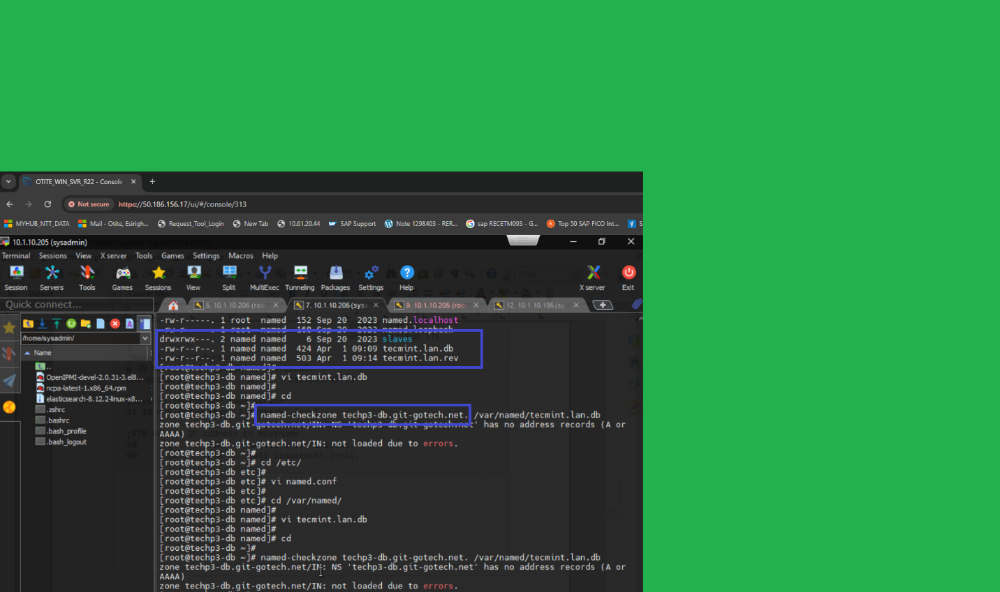 OTITE_WIN_SVR_R22 - Console
Not secure https://50.186.156.17/ui/#/console/313
MYHUB_NTT_DATA Mail - Otite, Esirigh... Request_Tool_Login New Tab 10.61.20.44 SAP Support Note 1298403 - RER... sap RECETM093 - G... Top 50 SAP FICO Int... S
10.1.10.205 (sysadmin)
Terminal Sessions View X server Tools Games Settings Macros Help
Session Servers Tools Games Sessions View Split MultiExec Tunneling Packages Settings Help X server Exit
Quick connect...
5. 10.1.10.206 (roo 7. 10.1.10.205 (sys 9. 10.1.10.205 (roo 12. 10.1.10.195 (sy
/home/sysadmin/
Name
..
OpenIPMI-devel-2.0.31-3.el8...
ncpa-latest-1.x86_64.rpm
elasticsearch-8.12.2-linux-x8...
.zshrc
.bashrc
.bash_profile
.bash_logout
-rw-r-----. 1 root named 152 Sep 20 2023 named.localhost
-rw-r-----. 1 root named 168 Sep 20 2023 named.loopback
drwxrwx---. 2 named named 6 Sep 20 2023 slaves
-rw-r--r--. 1 named named 424 Apr 1 09:09 tecmint.lan.db
-rw-r--r--. 1 named named 503 Apr 1 09:14 tecmint.lan.rev
[root@techp3-db named]#
[root@techp3-db named]# vi tecmint.lan.db
[root@techp3-db named]#
[root@techp3-db named]# cd
[root@techp3-db ~]#
[root@techp3-db ~]# named-checkzone techp3-db.git-gotech.net. /var/named/tecmint.lan.db
zone techp3-db.git-gotech.net/IN: NS 'techp3-db.git-gotech.net' has no address records (A or
AAAA)
zone techp3-db.git-gotech.net/IN: not loaded due to errors.
[root@techp3-db ~]#
[root@techp3-db ~]# cd /etc/
[root@techp3-db etc]#
[root@techp3-db etc]# vi named.conf
[root@techp3-db etc]#
[root@techp3-db etc]# cd /var/named/
[root@techp3-db named]#
[root@techp3-db named]# vi tecmint.lan.db
[root@techp3-db named]#
[root@techp3-db named]# cd
[root@techp3-db ~]#
[root@techp3-db ~]# named-checkzone techp3-db.git-gotech.net. /var/named/tecmint.lan.db
zone techp3-db.git-gotech.net/IN: NS 'techp3-db.git-gotech.net' has no address records (A or
AAAA)
zone techp3-db.git-gotech.net/IN: not loaded due to errors.